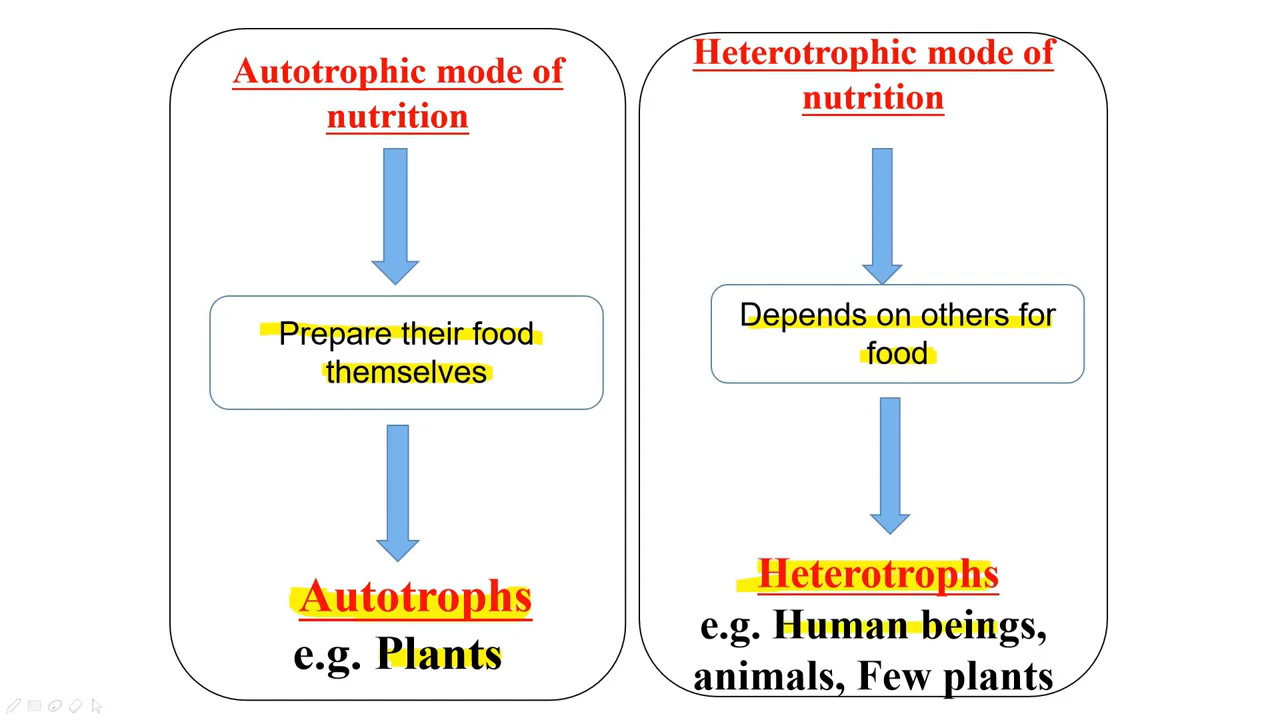 Autotrophic mode of
nutrition
Prepare their food
themselves
Autotrophs
e.g. Plants
Heterotrophic mode of
nutrition
Depends on others for
food
Heterotrophs
e.g. Human beings,
animals, Few plants